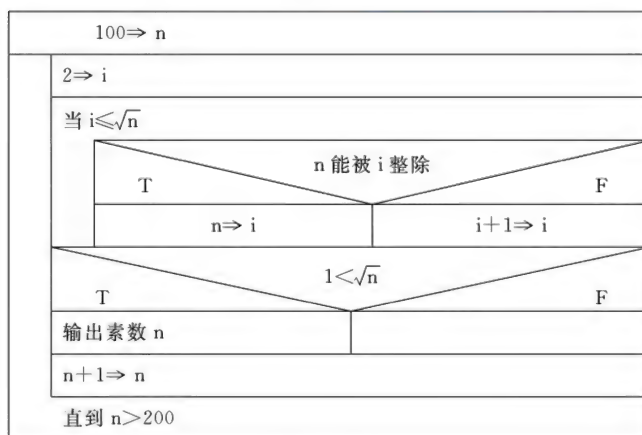 100⇒ n
2⇒ i
当 i≤√n
n 能被 i 整除
T F
n⇒ i i+1⇒ i
1<√n
T F
输出素数 n
n+1⇒ n
直到 n>200